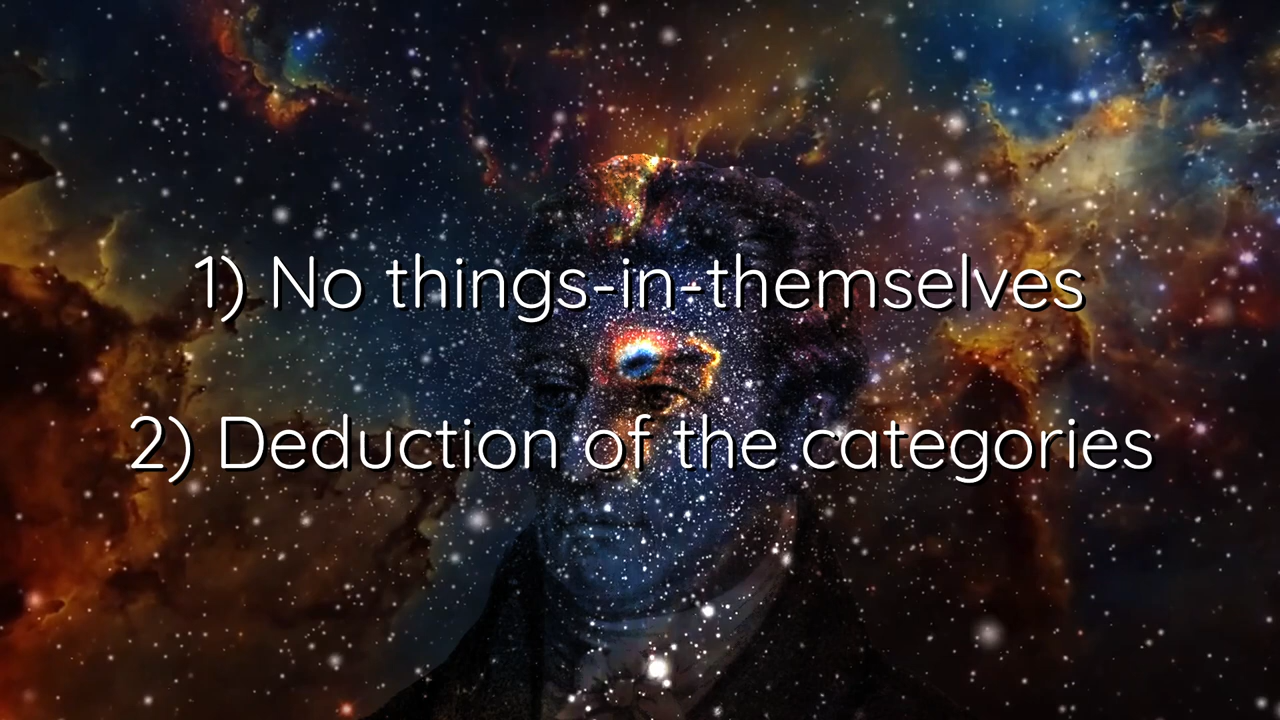 1) No things-in-themselves
2) Deduction of the categories